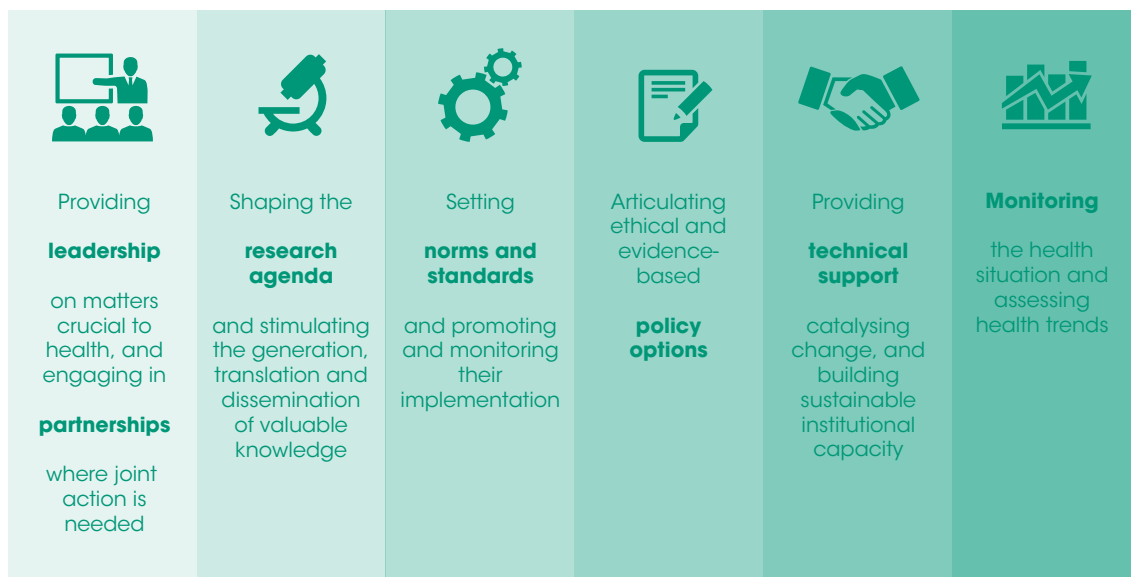 Providing
leadership
on matters
crucial to
health, and
engaging in
partnerships
where joint
action is
needed
Shaping the
research
agenda
and stimulating
the generation,
translation and
dissemination
of valuable
knowledge
Setting
norms and
standards
and promoting
and monitoring
their
implementation
Articulating
ethical and
evidence-
based
policy
options
Providing
technical
support
catalysing
change, and
building
sustainable
institutional
capacity
Monitoring
the health
situation and
assessing
health trends